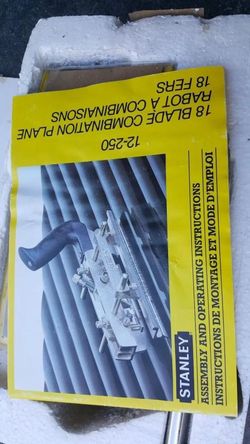 18 BLADE COMBINATION PLANE
RABOT A COMBINAISONS
18 FERS
12-250
STANLEY
ASSEMBLY AND OPERATING INSTRUCTIONS
INSTRUCTIONS DE MONTAGE ET MODE D'EMPLOI